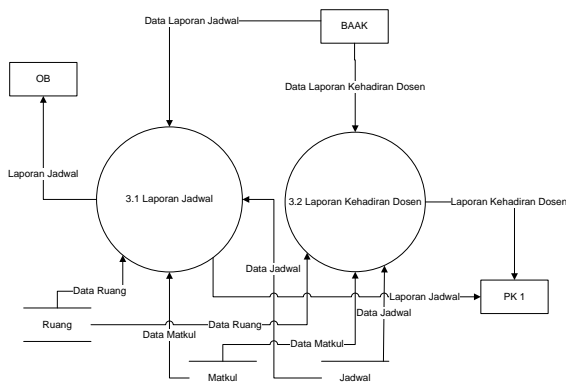 Data Laporan Jadwal
BAAK
OB
Data Laporan Kehadiran Dosen
Laporan Jadwal
3.1 Laporan Jadwal
3.2 Laporan Kehadiran Dosen
Laporan Kehadiran Dosen
Data Jadwal
Data Ruang
Laporan Jadwal
PK 1
Data Jadwal
Ruang
Data Ruang
Data Matkul
Data Matkul
Matkul
Jadwal